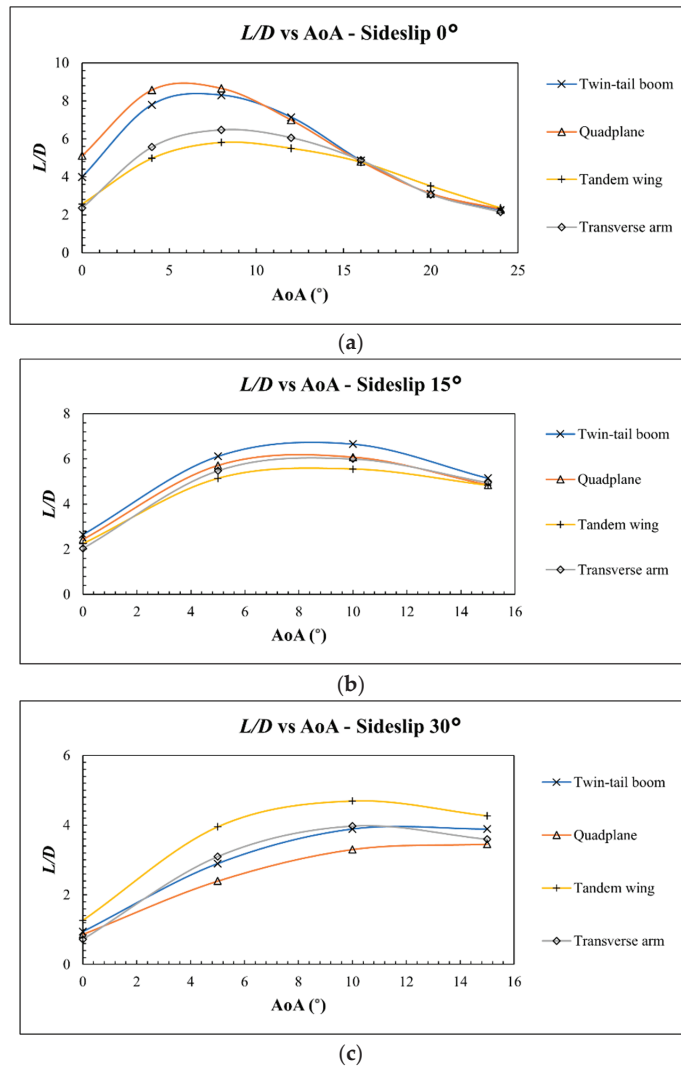 L/D vs AoA - Sideslip 0°
10
8
6
4
2
0
L/D
0 5 10 15 20 25
AoA (°)
Twin-tail boom
Quadplane
Tandem wing
Transverse arm
(a)
L/D vs AoA - Sideslip 15°
8
6
4
2
0
L/D
0 2 4 6 8 10 12 14 16
AoA (°)
Twin-tail boom
Quadplane
Tandem wing
Transverse arm
(b)
L/D vs AoA - Sideslip 30°
6
4
2
0
L/D
0 2 4 6 8 10 12 14 16
AoA (°)
Twin-tail boom
Quadplane
Tandem wing
Transverse arm
(c)